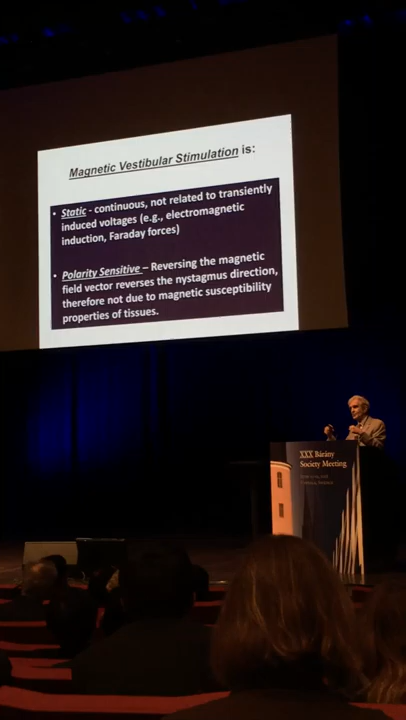 Magnetic Vestibular Stimulation is:
• Static - continuous, not related to transiently
induced voltages (e.g., electromagnetic
induction, Faraday forces)
• Polarity Sensitive – Reversing the magnetic
field vector reverses the nystagmus direction,
therefore not due to magnetic susceptibility
properties of tissues.
XXX Bárány
Society Meeting